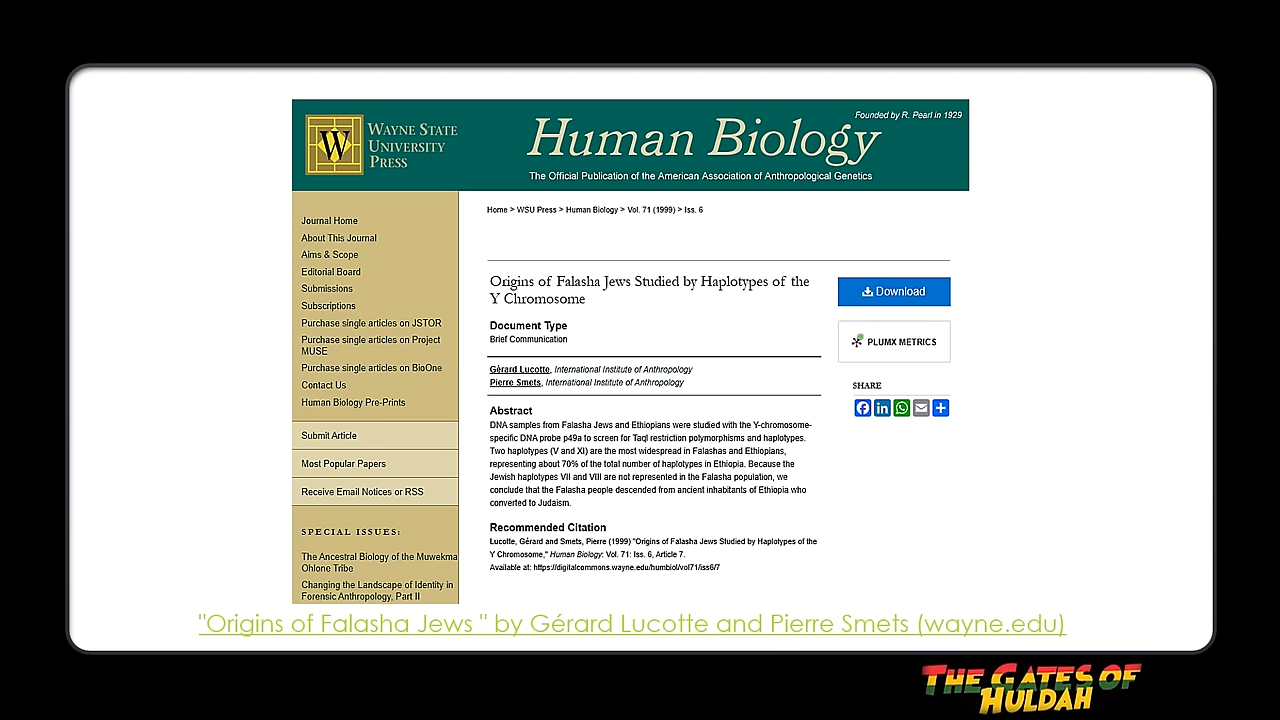 Founded by R. Pearl in 1929
W
WAYNE STATE
UNIVERSITY
PRESS
Human Biology
The Official Publication of the American Association of Anthropological Genetics
Journal Home
About This Journal
Aims & Scope
Editorial Board
Submissions
Subscriptions
Purchase single articles on JSTOR
Purchase single articles on Project
MUSE
Purchase single articles on BioOne
Contact Us
Human Biology Pre-Prints
Submit Article
Most Popular Papers
Receive Email Notices or RSS
SPECIAL ISSUES:
The Ancestral Biology of the Muwekma
Ohlone Tribe
Changing the Landscape of Identity in
Forensic Anthropology, Part II
Home > WSU Press > Human Biology > Vol. 71 (1999) > Iss. 6
Origins of Falasha Jews Studied by Haplotypes of the
Y Chromosome
Document Type
Brief Communication
Gérard Lucotte, International Institute of Anthropology
Pierre Smets, International Institute of Anthropology
Abstract
DNA samples from Falasha Jews and Ethiopians were studied with the Y-chromosome-
specific DNA probe p49a to screen for TaqI restriction polymorphisms and haplotypes.
Two haplotypes (V and XI) are the most widespread in Falashas and Ethiopians,
representing about 70% of the total number of haplotypes in Ethiopia. Because the
Jewish haplotypes VII and VIII are not represented in the Falasha population, we
conclude that the Falasha people descended from ancient inhabitants of Ethiopia who
converted to Judaism.
Recommended Citation
Lucotte, Gérard and Smets, Pierre (1999) "Origins of Falasha Jews Studied by Haplotypes of the
Y Chromosome," Human Biology: Vol. 71: Iss. 6, Article 7.
Available at: https://digitalcommons.wayne.edu/humbiol/vol71/iss6/7
Download
PLUMX METRICS
SHARE
"Origins of Falasha Jews " by Gérard Lucotte and Pierre Smets (wayne.edu)
THE GATES OF
HULDAH